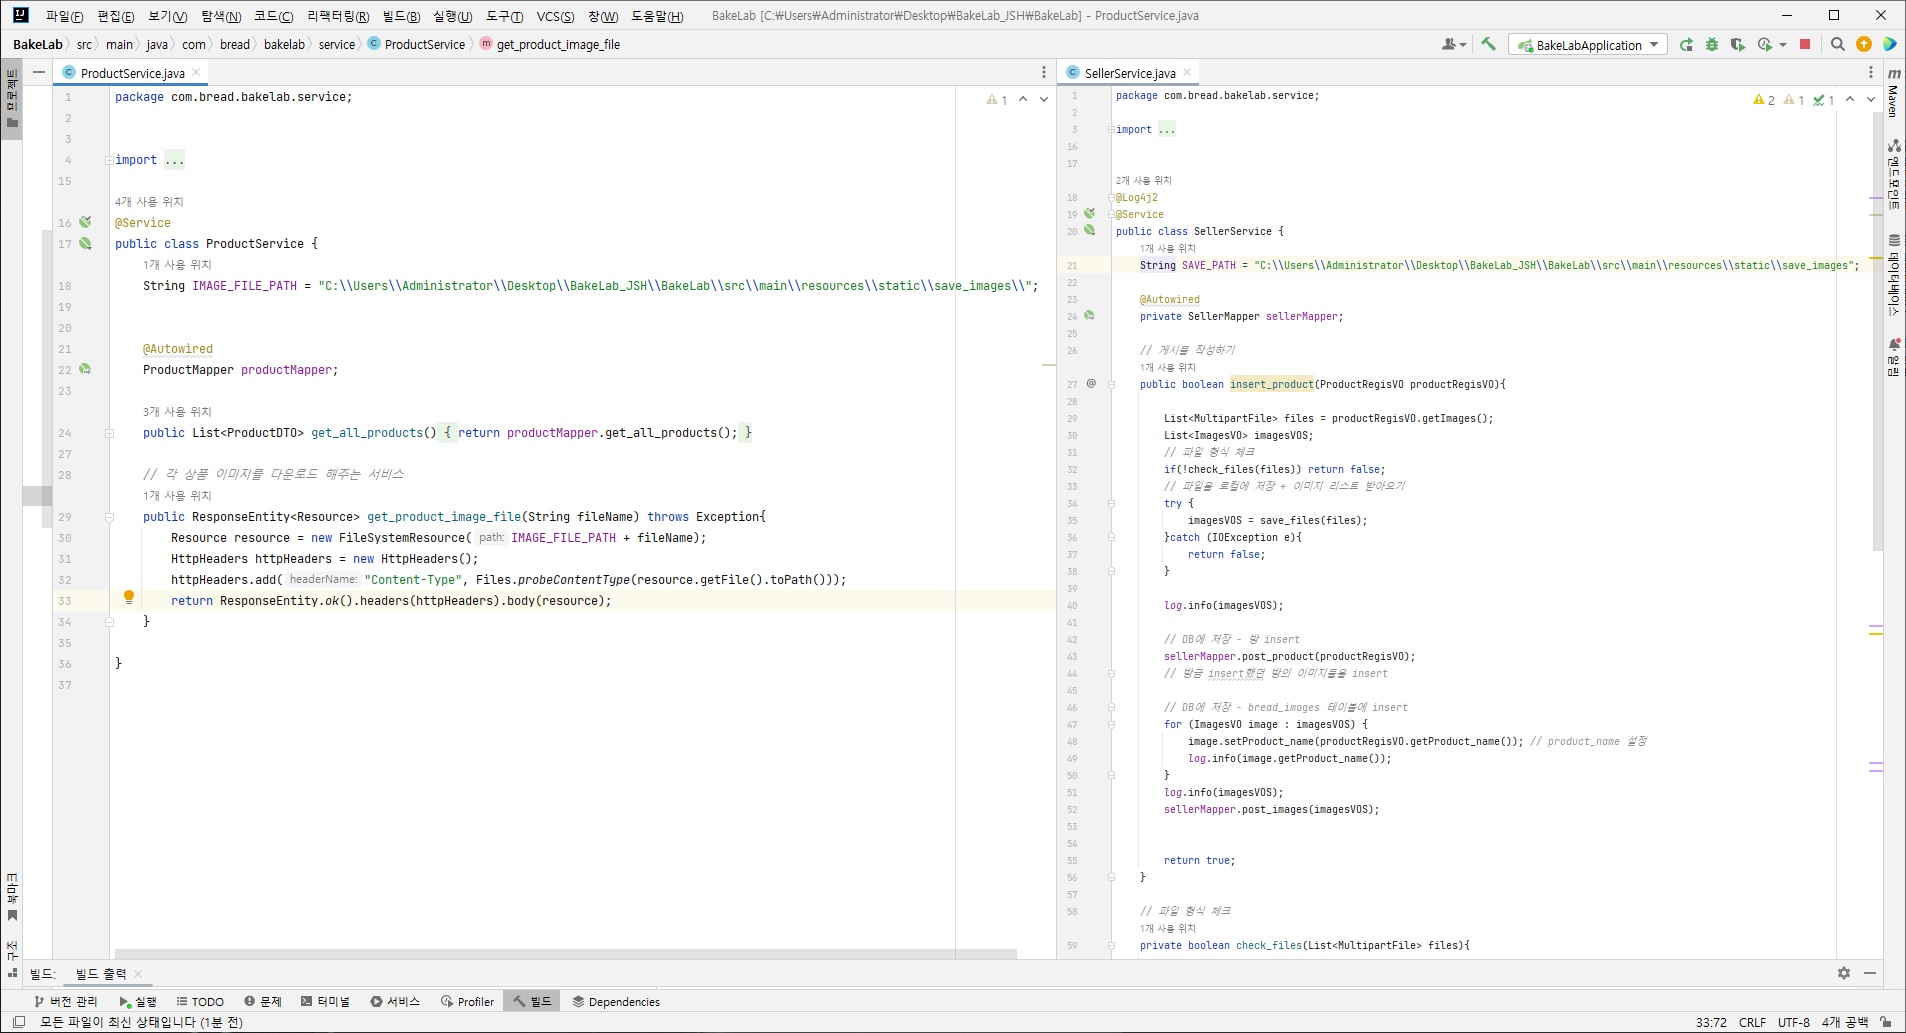 파일(F) 편집(E) 보기(V) 탐색(N) 코드(C) 리팩터링(R) 빌드(B) 실행(U) 도구(T) VCS(S) 창(W) 도움말(H) BakeLab [C:₩Users₩Administrator₩Desktop₩BakeLab_JSH₩BakeLab] - ProductService.java
BakeLab src main java com bread bakelab service ProductService get_product_image_file BakeLabApplication
프로젝트
ProductService.java
1 package com.bread.bakelab.service;
1
2
3
4 import ...
15
4개 사용 위치
16 @Service
17 public class ProductService {
1개 사용 위치
18 String IMAGE_FILE_PATH = "C:\\Users\\Administrator\\Desktop\\BakeLab_JSH\\BakeLab\\src\\main\\resources\\static\\save_images\\";
19
20
21 @Autowired
22 ProductMapper productMapper;
23
3개 사용 위치
24 public List<ProductDTO> get_all_products() { return productMapper.get_all_products(); }
27
28 // 각 상품 이미지를 다운로드 해주는 서비스
1개 사용 위치
29 public ResponseEntity<Resource> get_product_image_file(String fileName) throws Exception{
30 Resource resource = new FileSystemResource( path: IMAGE_FILE_PATH + fileName);
31 HttpHeaders httpHeaders = new HttpHeaders();
32 httpHeaders.add( headerName: "Content-Type", Files.probeContentType(resource.getFile().toPath()));
33 return ResponseEntity.ok().headers(httpHeaders).body(resource);
34 }
35
36 }
37
SellerService.java
1 package com.bread.bakelab.service;
2 1 1
2
3 import ...
16
17
2개 사용 위치
18 @Log4j2
19 @Service
20 public class SellerService {
1개 사용 위치
21 String SAVE_PATH = "C:\\Users\\Administrator\\Desktop\\BakeLab_JSH\\BakeLab\\src\\main\\resources\\static\\save_images";
22
23 @Autowired
24 private SellerMapper sellerMapper;
25
26 // 게시물 작성하기
1개 사용 위치
27 @ public boolean insert_product(ProductRegisVO productRegisVO){
28
29 List<MultipartFile> files = productRegisVO.getImages();
30 List<ImagesVO> imagesVOS;
31 // 파일 형식 체크
32 if(!check_files(files)) return false;
33 // 파일을 로컬에 저장 + 이미지 리스트 받아오기
34 try {
35 imagesVOS = save_files(files);
36 }catch (IOException e){
37 return false;
38 }
39
40 log.info(imagesVOS);
41
42 // DB에 저장 - 방 insert
43 sellerMapper.post_product(productRegisVO);
44 // 방금 insert했던 방의 이미지들을 insert
45
46 // DB에 저장 - bread_images 테이블에 insert
47 for (ImagesVO image : imagesVOS) {
48 image.setProduct_name(productRegisVO.getProduct_name()); // product_name 설정
49 log.info(image.getProduct_name());
50 }
51 log.info(imagesVOS);
52 sellerMapper.post_images(imagesVOS);
53
54
55 return true;
56 }
57
58 // 파일 형식 체크
1개 사용 위치
59 private boolean check_files(List<MultipartFile> files){
m Maven
엔드포인트
데이터베이스
알림
북마크
구조
빌드: 빌드 출력
버전 관리 실행 TODO 문제 터미널 서비스 Profiler 빌드 Dependencies
모든 파일이 최신 상태입니다 (1분 전) 33:72 CRLF UTF-8 4개 공백